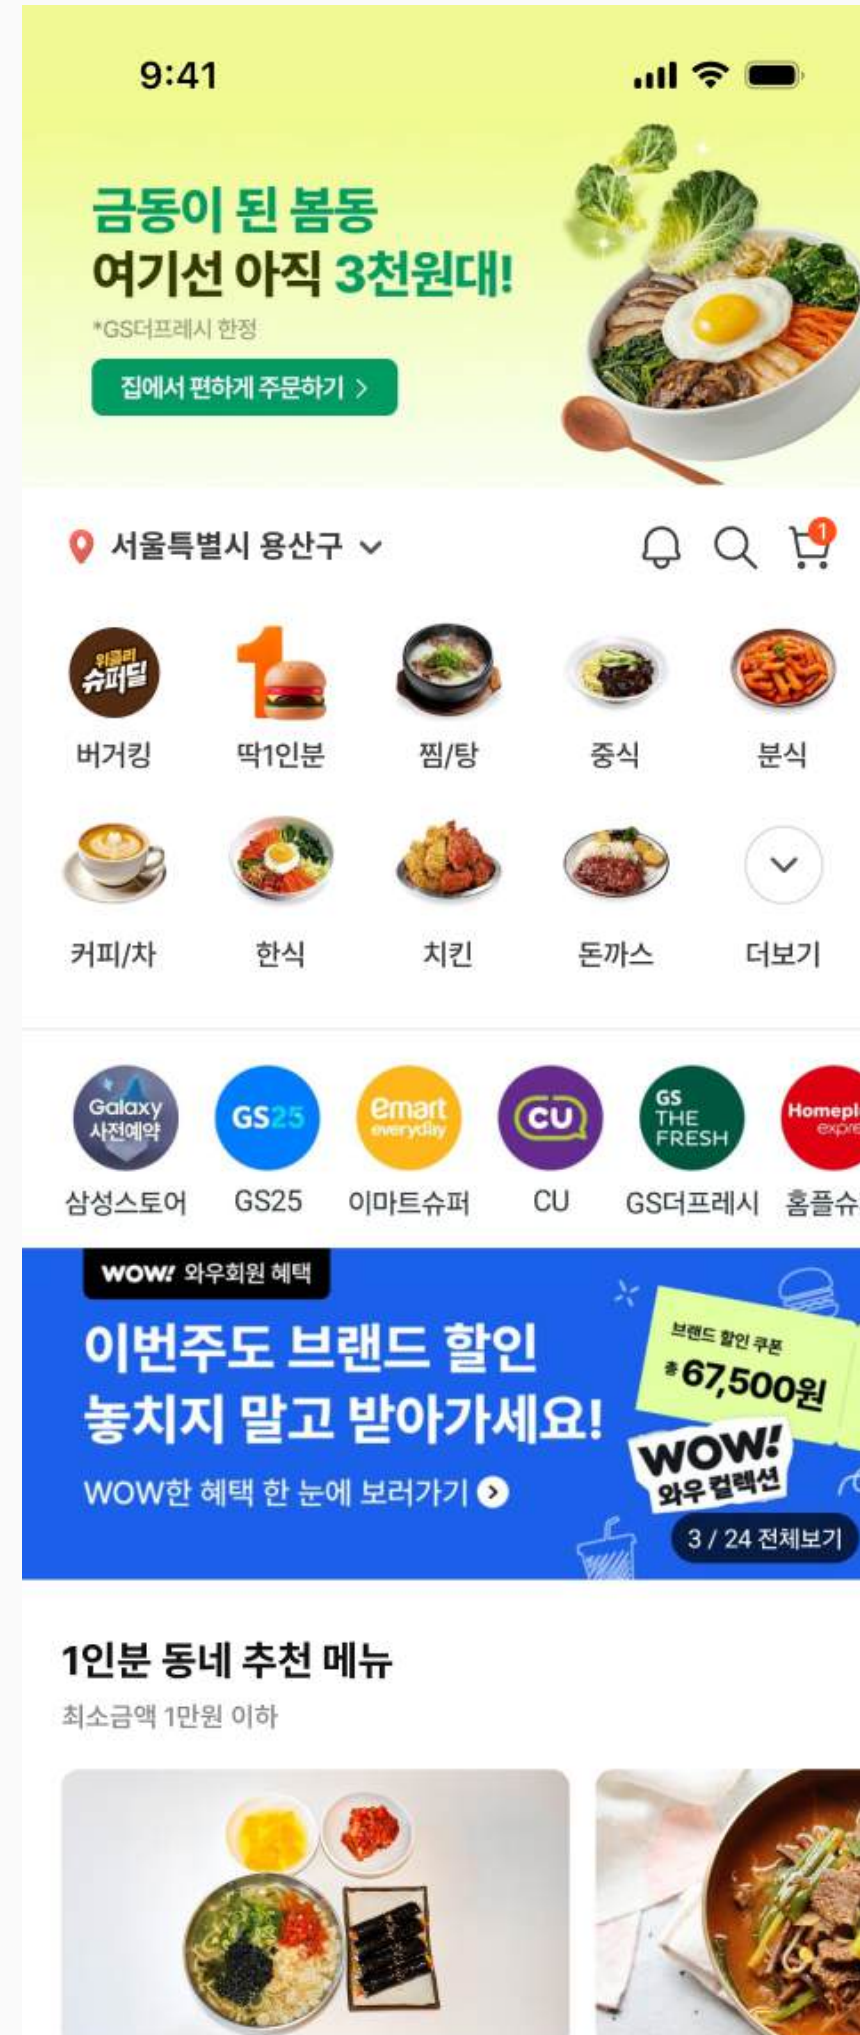 9:41
금동이 된 봄동
여기선 아직 3천원대!
*GS더프레시 한정
집에서 편하게 주문하기 >
서울특별시 용산구
1
위클리
슈퍼딜
1
버거킹
딱1인분
찜/탕
중식
분식
커피/차
한식
치킨
돈까스
더보기
Galaxy
사전예약
GS25
emart
everyday
CU
GS
THE
FRESH
Homepl
expre
삼성스토어
GS25
이마트슈퍼
CU
GS더프레시
홈플슈
WOW! 와우회원 혜택
이번주도 브랜드 할인
놓치지 말고 받아가세요!
WOW한 혜택 한 눈에 보러가기
브랜드 할인 쿠폰
총 67,500원
WOW!
와우 컬렉션
3 / 24 전체보기
1인분 동네 추천 메뉴
최소금액 1만원 이하